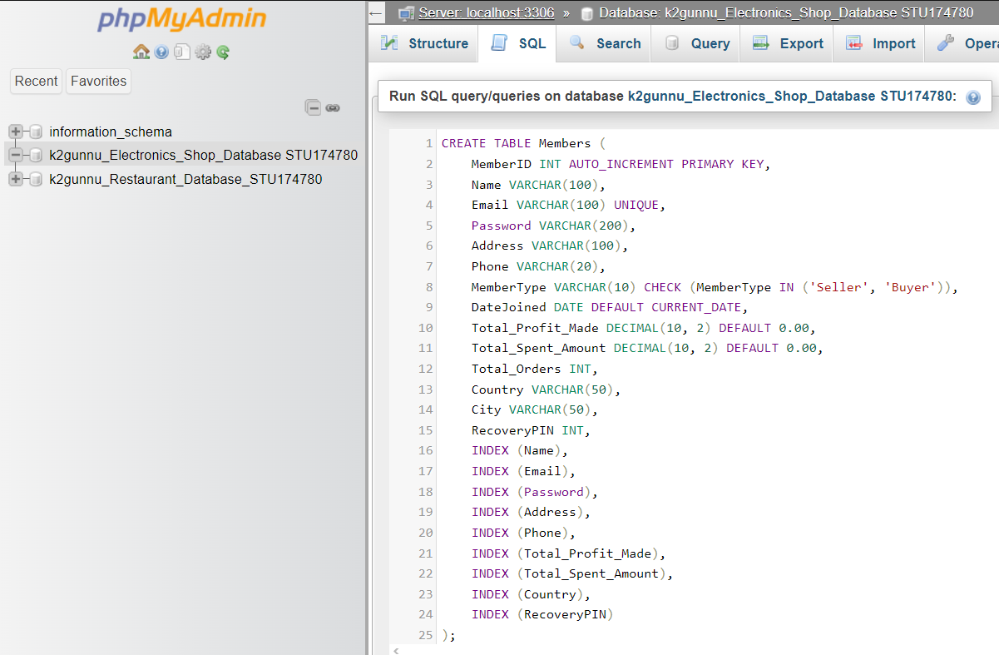 phpMyAdmin
Recent Favorites
information_schema
k2gunnu_Electronics_Shop_Database STU174780
k2gunnu_Restaurant_Database_STU174780
Server: localhost:3306 » Database: k2gunnu_Electronics_Shop_Database STU174780
Structure SQL Search Query Export Import Opera
Run SQL query/queries on database k2gunnu_Electronics_Shop_Database STU174780:
1 CREATE TABLE Members (
2 MemberID INT AUTO_INCREMENT PRIMARY KEY,
3 Name VARCHAR(100),
4 Email VARCHAR(100) UNIQUE,
5 Password VARCHAR(200),
6 Address VARCHAR(100),
7 Phone VARCHAR(20),
8 MemberType VARCHAR(10) CHECK (MemberType IN ('Seller', 'Buyer')),
9 DateJoined DATE DEFAULT CURRENT_DATE,
10 Total_Profit_Made DECIMAL(10, 2) DEFAULT 0.00,
11 Total_Spent_Amount DECIMAL(10, 2) DEFAULT 0.00,
12 Total_Orders INT,
13 Country VARCHAR(50),
14 City VARCHAR(50),
15 RecoveryPIN INT,
16 INDEX (Name),
17 INDEX (Email),
18 INDEX (Password),
19 INDEX (Address),
20 INDEX (Phone),
21 INDEX (Total_Profit_Made),
22 INDEX (Total_Spent_Amount),
23 INDEX (Country),
24 INDEX (RecoveryPIN)
25 );